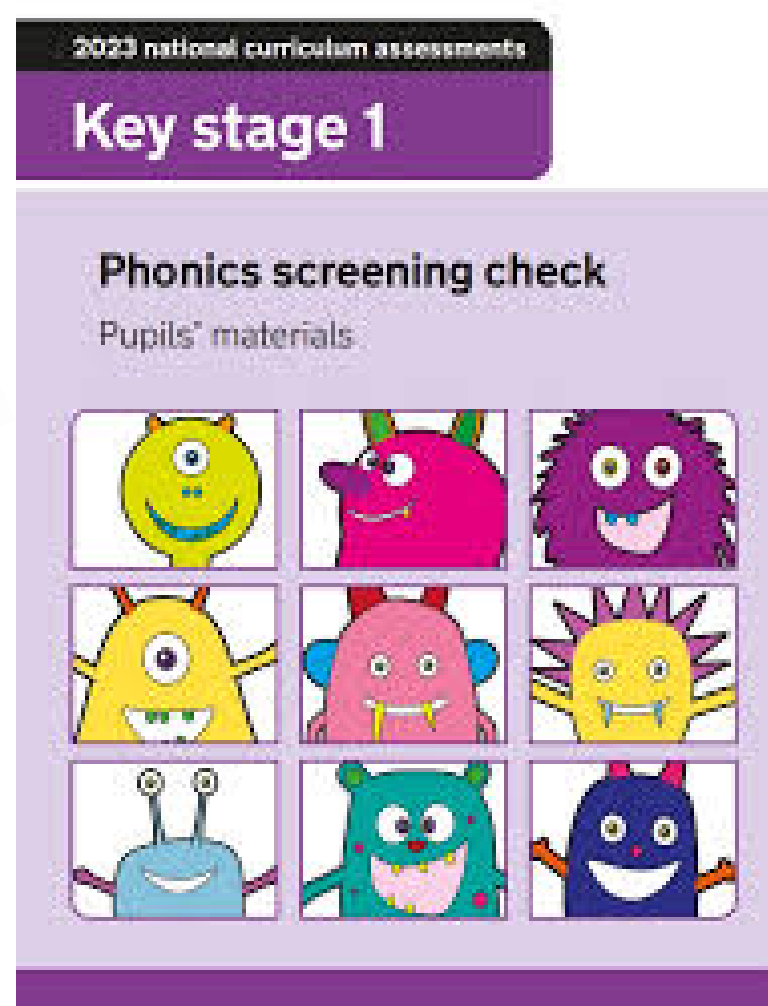 2023 national curriculum assessments
Key stage 1
Phonics screening check
Pupils' materials